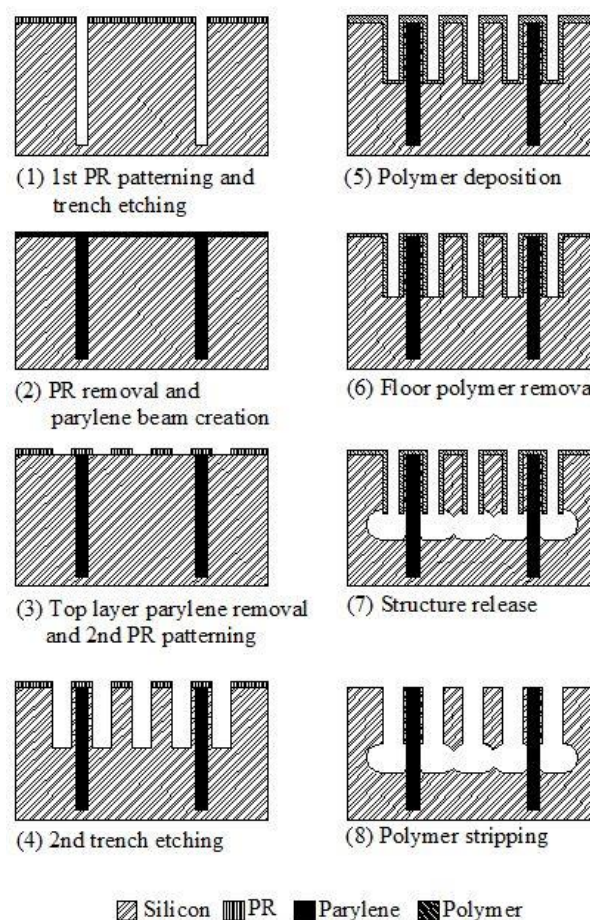 (1) 1st PR patterning and
trench etching
(2) PR removal and
parylene beam creation
(3) Top layer parylene removal
and 2nd PR patterning
(4) 2nd trench etching
(5) Polymer deposition
(6) Floor polymer removal
(7) Structure release
(8) Polymer stripping
Silicon PR Parylene Polymer